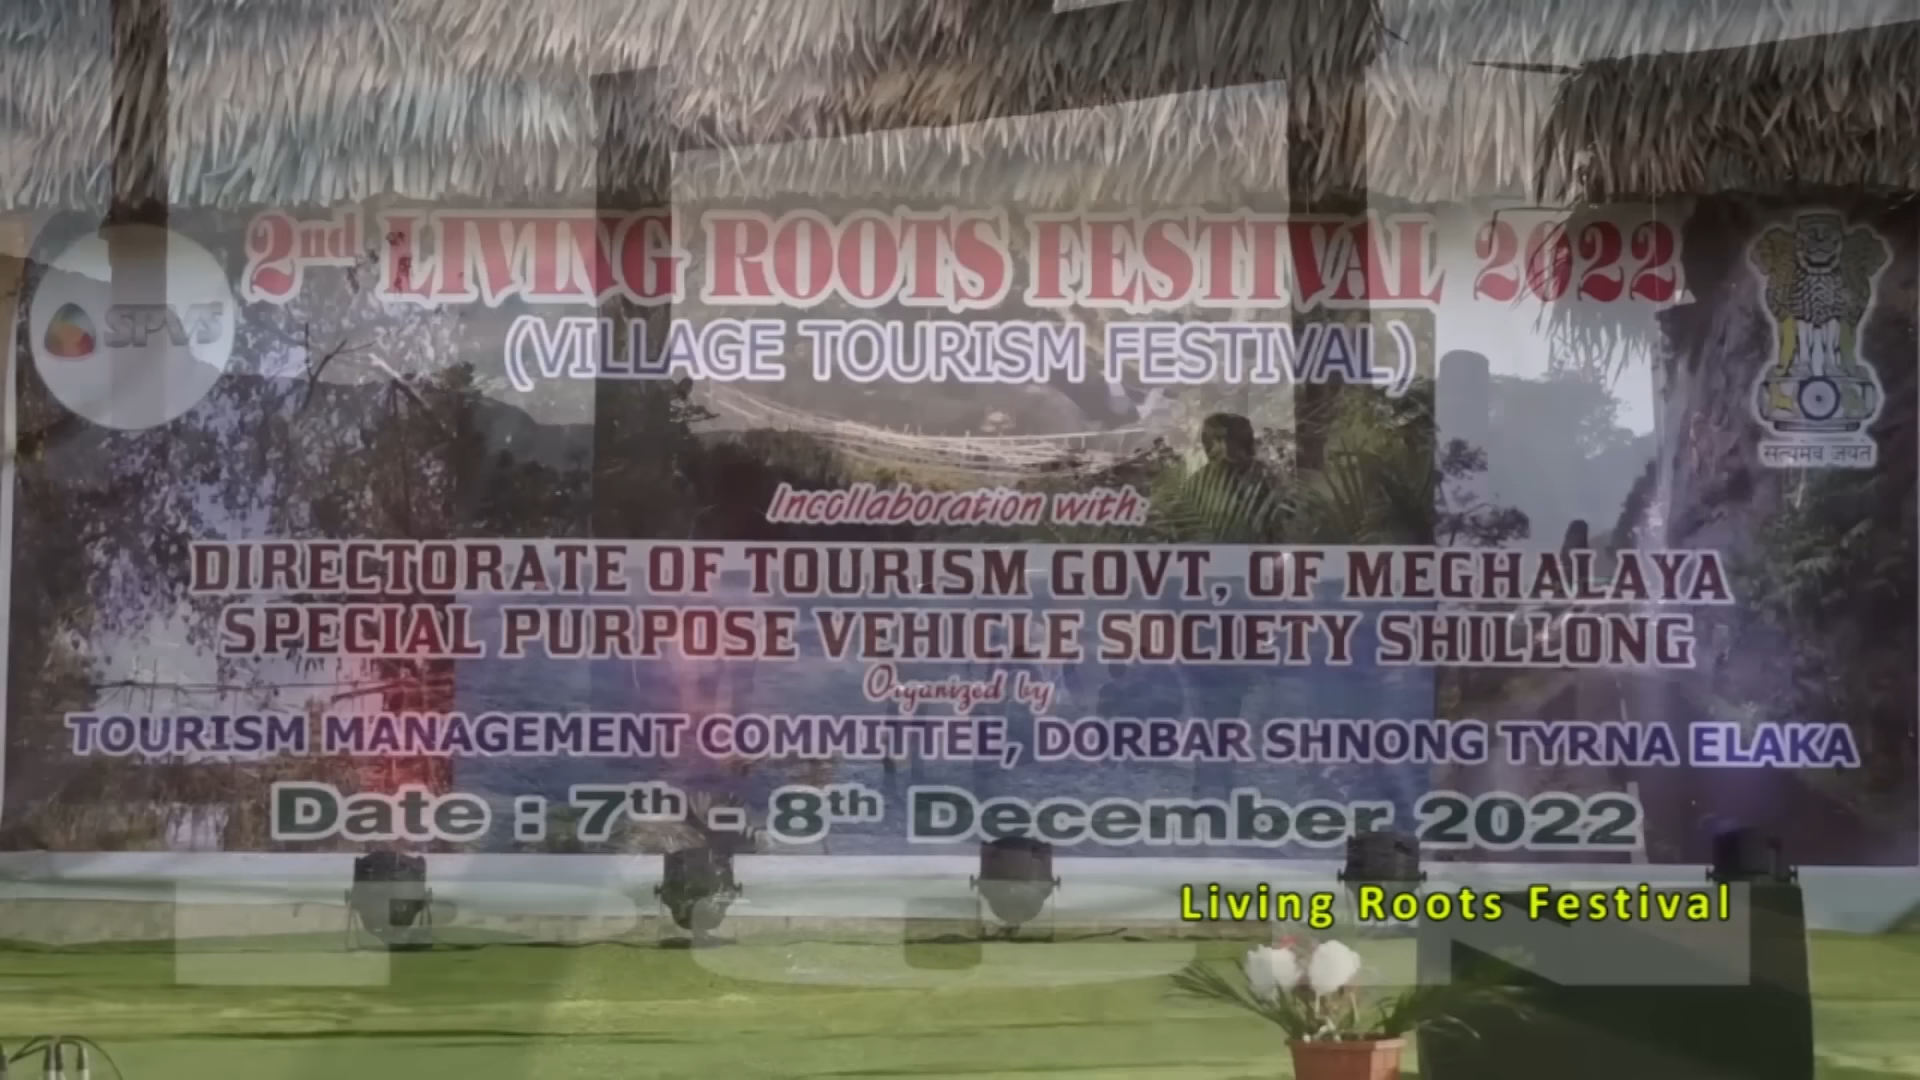 2nd LIVING ROOTS FESTIVAL 2022
SPVS
(VILLAGE TOURISM FESTIVAL)
सत्यमेव जयते
Incollaboration with:
DIRECTORATE OF TOURISM GOVT, OF MEGHALAYA
SPECIAL PURPOSE VEHICLE SOCIETY SHILLONG
Organized by
TOURISM MANAGEMENT COMMITTEE, DORBAR SHNONG TYRNA ELAKA
Date : 7th - 8th December 2022
Living Roots Festival